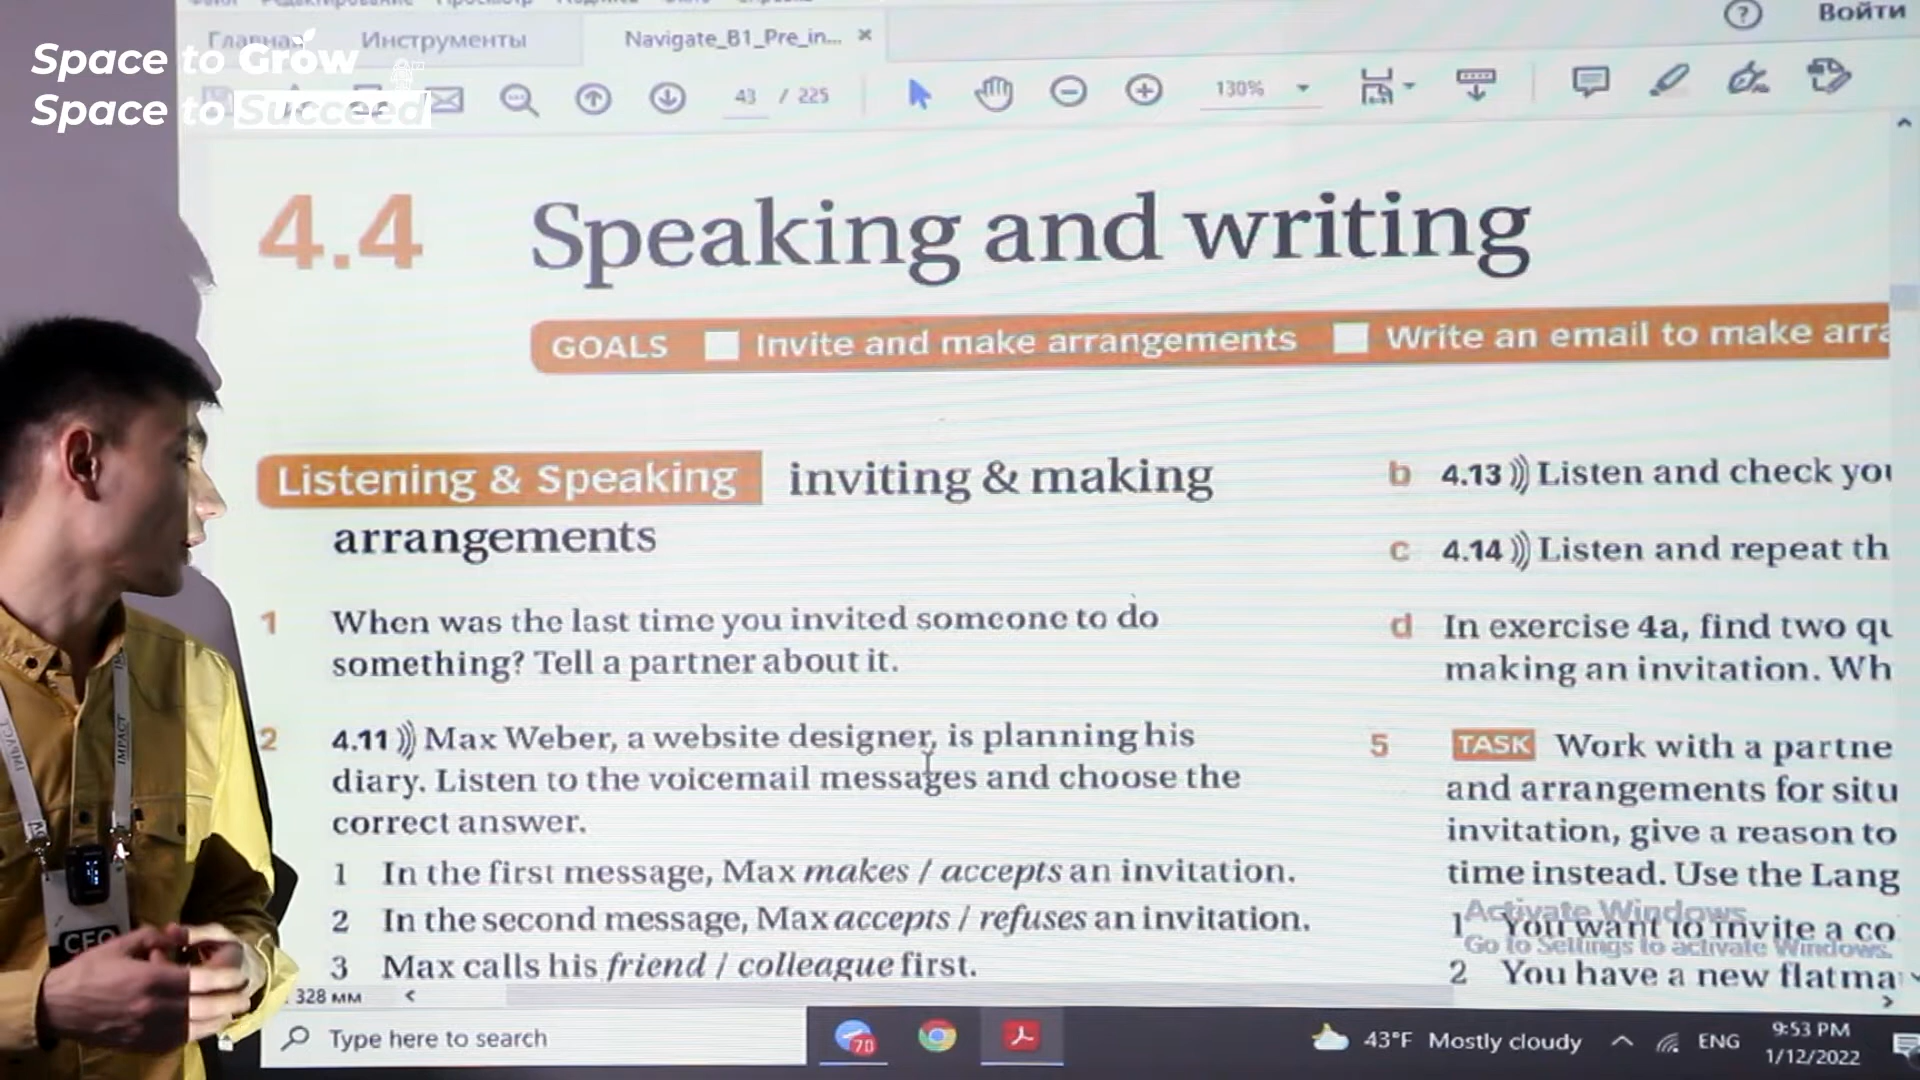 Войти
Главная
Инструменты
Navigate_B1_Pre_in... ×
Space to Grow
Space to Succeed
43 / 225
130%
4.4 Speaking and writing
GOALS Invite and make arrangements Write an email to make arra
Listening & Speaking inviting & making
arrangements
1 When was the last time you invited someone to do
something? Tell a partner about it.
2 4.11 Max Weber, a website designer, is planning his
diary. Listen to the voicemail messages and choose the
correct answer.
1 In the first message, Max makes / accepts an invitation.
2 In the second message, Max accepts / refuses an invitation.
3 Max calls his friend / colleague first.
b 4.13 Listen and check you
c 4.14 Listen and repeat th
d In exercise 4a, find two qu
making an invitation. Wh
5 TASK Work with a partne
and arrangements for situ
invitation, give a reason to
time instead. Use the Lang
1 You want to invite a co
2 You have a new flatma
Activate Windows
Go to Settings to activate Windows.
328 мм
Type here to search
70
43°F Mostly cloudy
ENG
9:53 PM
1/12/2022
IMPACT
CEO